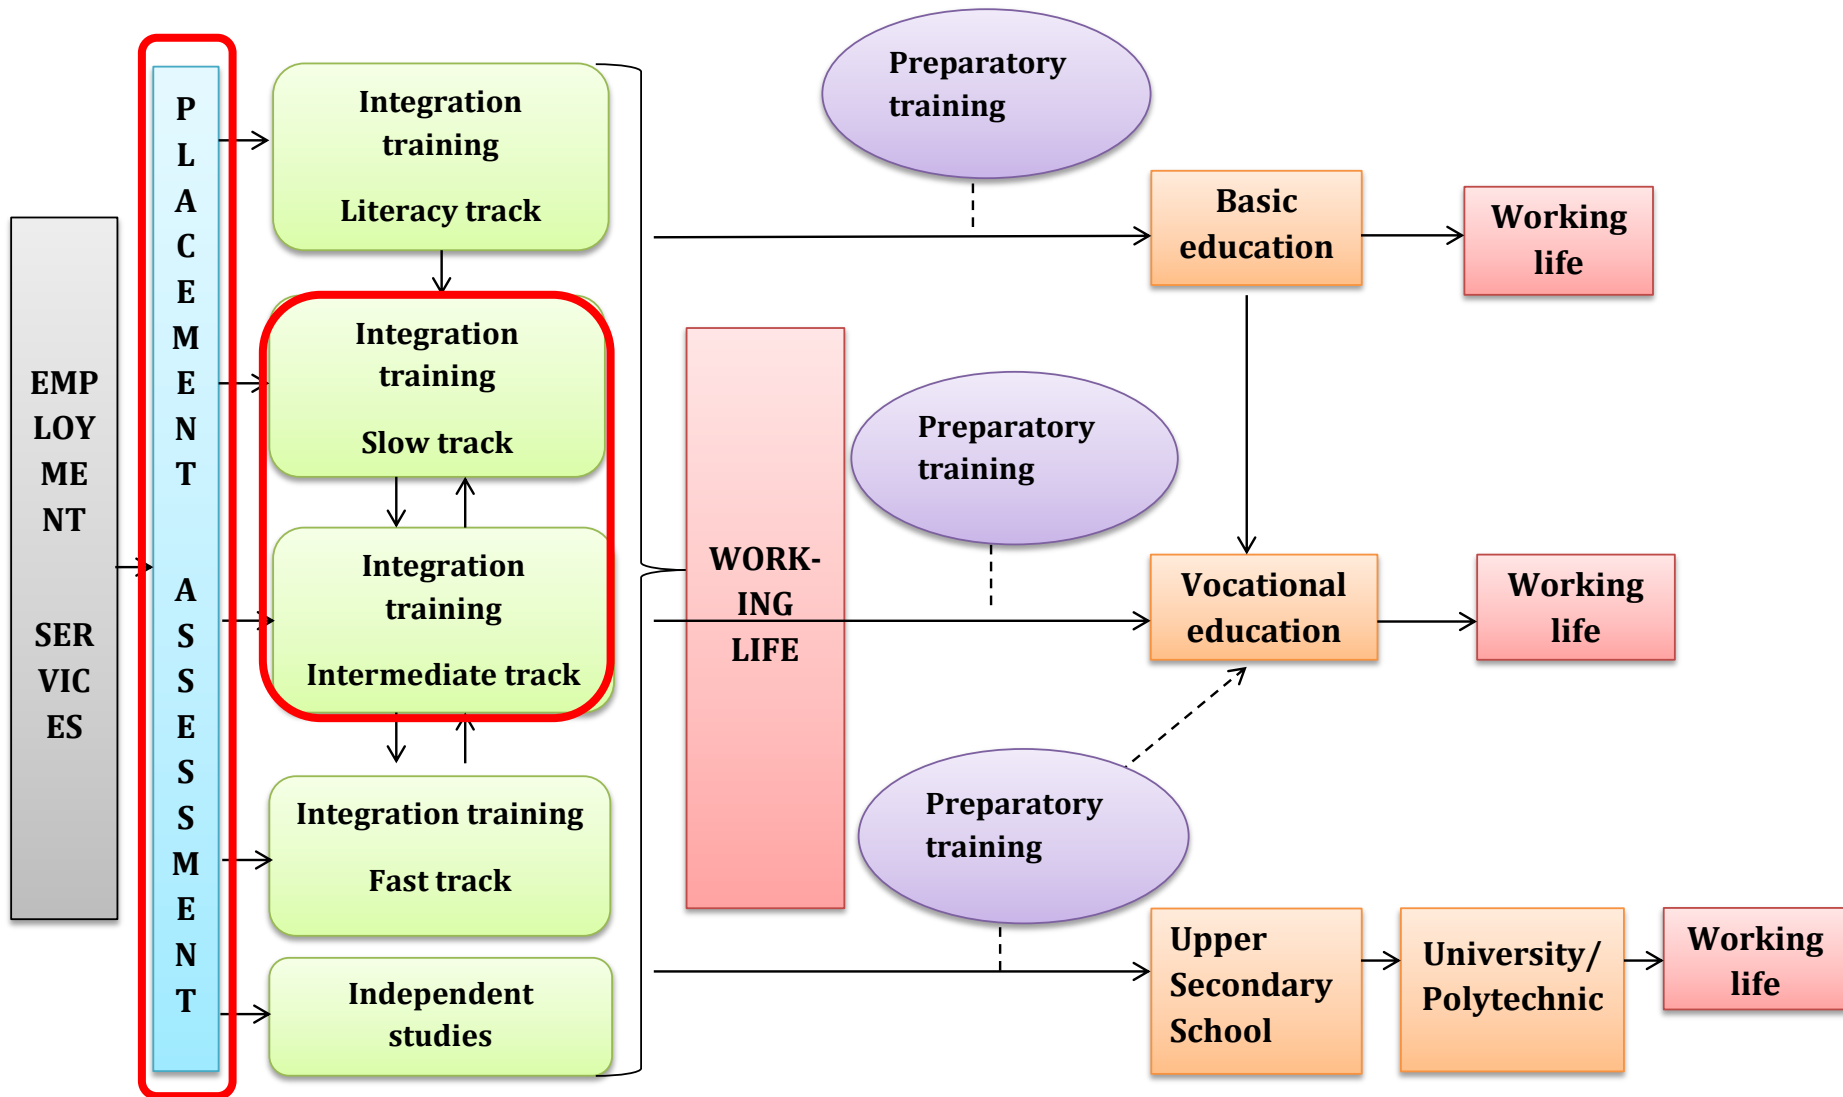 EMP
LOY
ME
NT
SER
VIC
ES
P
L
A
C
E
M
E
N
T
A
S
S
E
S
S
M
E
N
T
Integration
training
Literacy track
Integration
training
Slow track
Integration
training
Intermediate track
Integration training
Fast track
Independent
studies
WORK-
ING
LIFE
Preparatory
training
Basic
education
Working
life
Preparatory
training
Vocational
education
Working
life
Preparatory
training
Upper
Secondary
School
University/
Polytechnic
Working
life